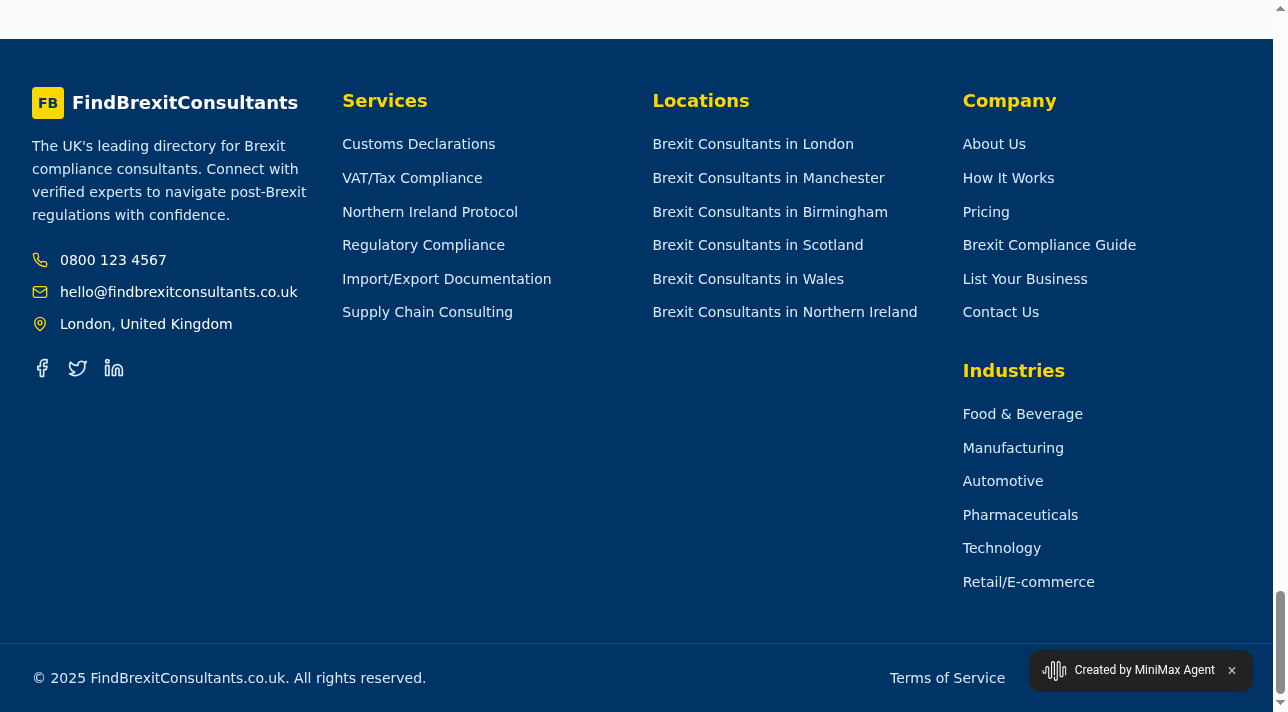 FB FindBrexitConsultants
The UK's leading directory for Brexit
compliance consultants. Connect with
verified experts to navigate post-Brexit
regulations with confidence.
0800 123 4567
hello@findbrexitconsultants.co.uk
London, United Kingdom
Services
Customs Declarations
VAT/Tax Compliance
Northern Ireland Protocol
Regulatory Compliance
Import/Export Documentation
Supply Chain Consulting
Locations
Brexit Consultants in London
Brexit Consultants in Manchester
Brexit Consultants in Birmingham
Brexit Consultants in Scotland
Brexit Consultants in Wales
Brexit Consultants in Northern Ireland
Company
About Us
How It Works
Pricing
Brexit Compliance Guide
List Your Business
Contact Us
Industries
Food & Beverage
Manufacturing
Automotive
Pharmaceuticals
Technology
Retail/E-commerce
© 2025 FindBrexitConsultants.co.uk. All rights reserved.
Terms of Service
Created by MiniMax Agent ×